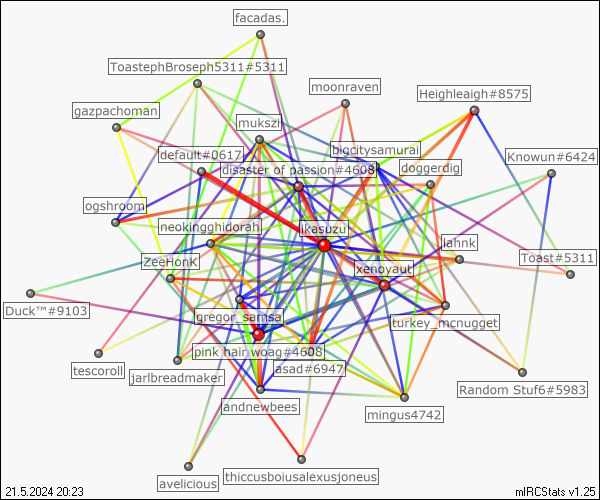 facadas.
ToastephBroseph5311#5311
moonraven
Heighleaigh#8575
gazpachoman
mukszi
bigcitysamurai
default#0617
disaster of passion#4608
doggerdig
Knowun#6424
ogshroom
neokingghidorah
ikasuzu
lahnk
ZeeHonK
xenovaut
Toast#5311
Duck™#9103
gregor_samsa
turkey_mcnugget
pink hair woag#4608
tescoroll
jarlbreadmaker
asad#6947
Random Stuf6#5983
andnewbees
mingus4742
avelicious
thiccusboiusalexusjoneus
21.5.2024 20:23
mIRCStats v1.25